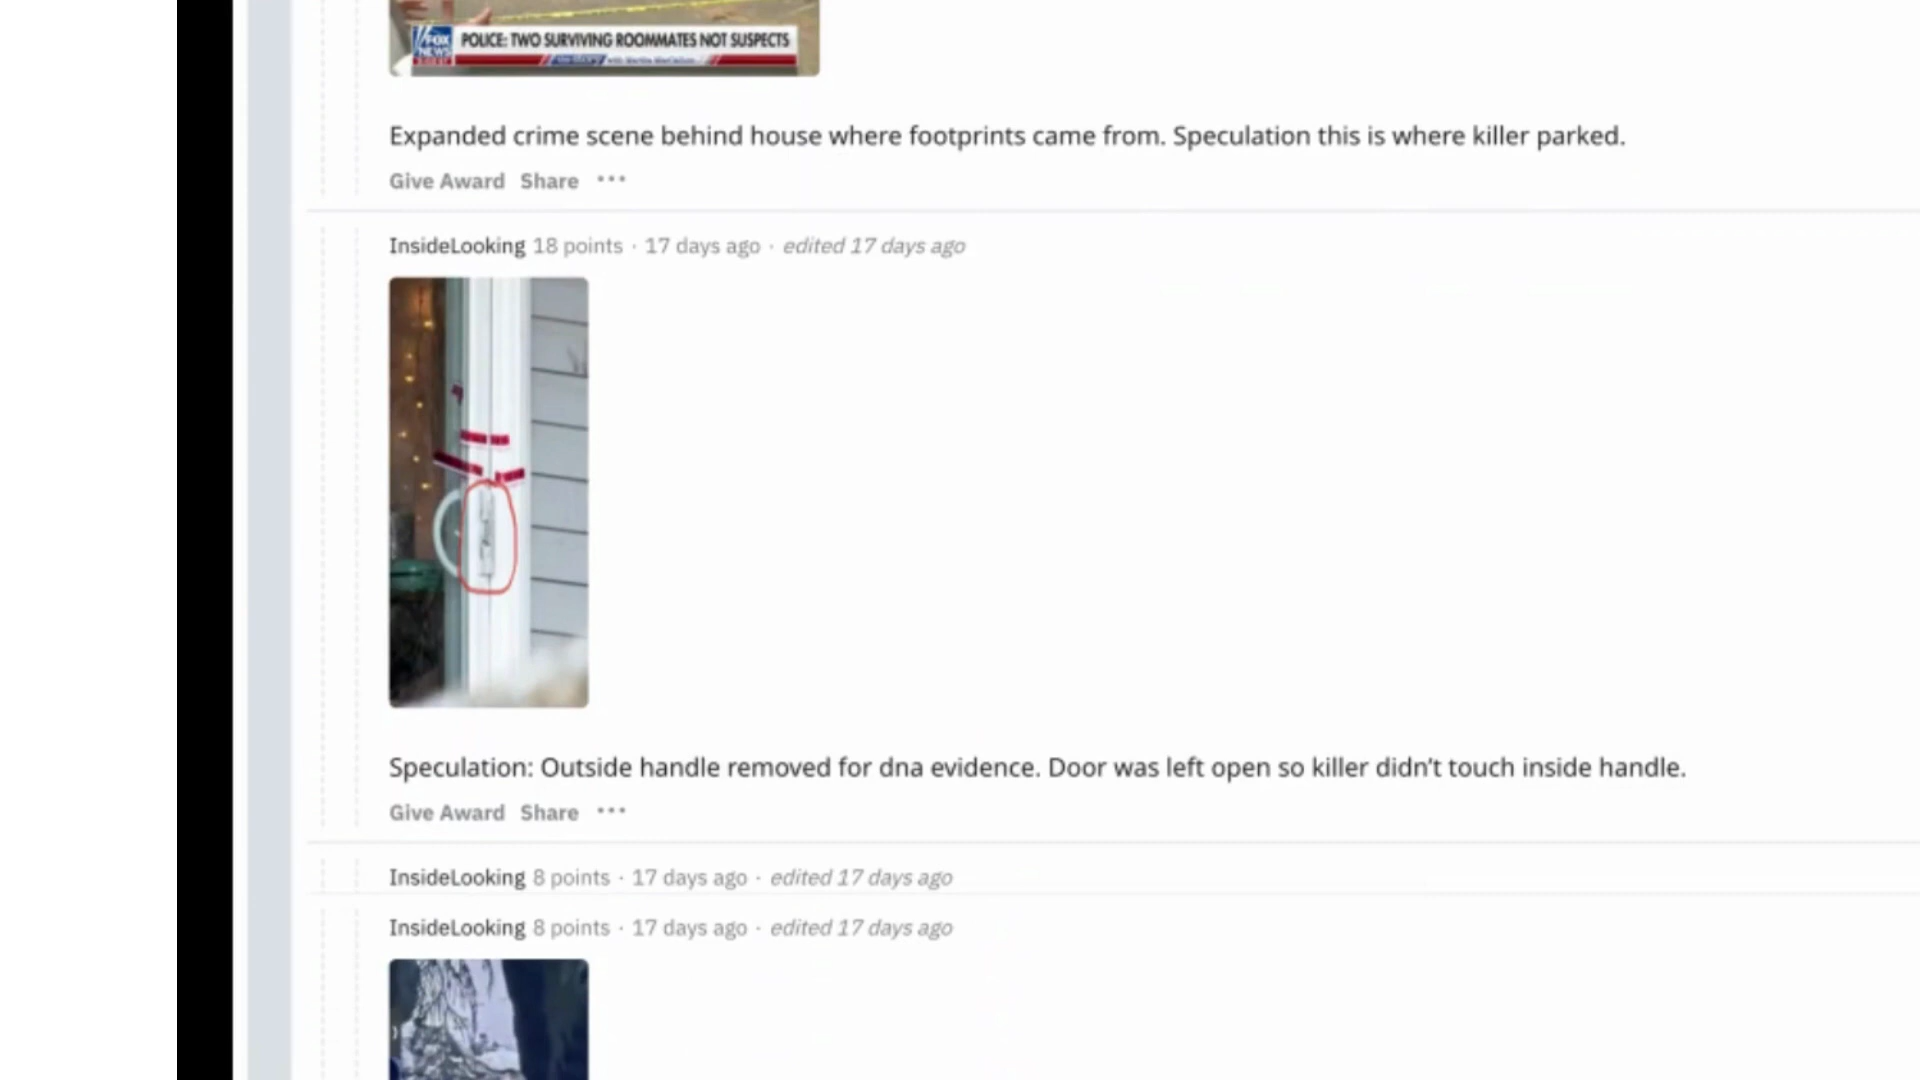 FOX
NEWS
POLICE: TWO SURVIVING ROOMMATES NOT SUSPECTS
Expanded crime scene behind house where footprints came from. Speculation this is where killer parked.
Give Award Share ···
InsideLooking 18 points · 17 days ago · edited 17 days ago
Speculation: Outside handle removed for dna evidence. Door was left open so killer didn’t touch inside handle.
Give Award Share ···
InsideLooking 8 points · 17 days ago · edited 17 days ago
InsideLooking 8 points · 17 days ago · edited 17 days ago